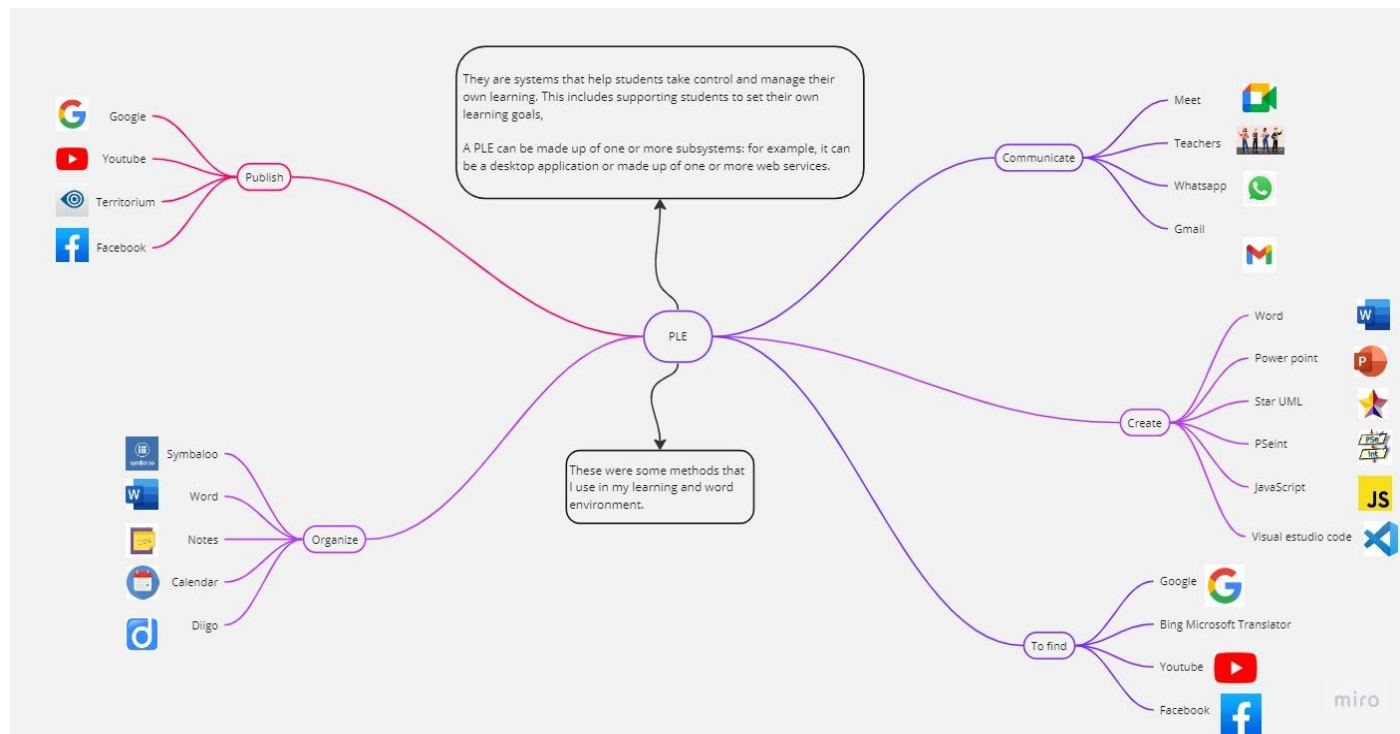 They are systems that help students take control and manage their
own learning. This includes supporting students to set their own
learning goals,
A PLE can be made up of one or more subsystems: for example, it can
be a desktop application or made up of one or more web services.
Google
Youtube
Territorium
Facebook
Publish
Communicate
Meet
Teachers
Whatsapp
Gmail
PLE
Create
Word
Power point
Star UML
PSeint
JavaScript
Visual estudio code
W
P
PSe
Int
JS
These were some methods that
I use in my learning and word
environment.
symbaloo
Symbaloo
W
Word
Notes
Calendar
Diigo
Organize
To find
Google
Bing Microsoft Translator
Youtube
Facebook
miro